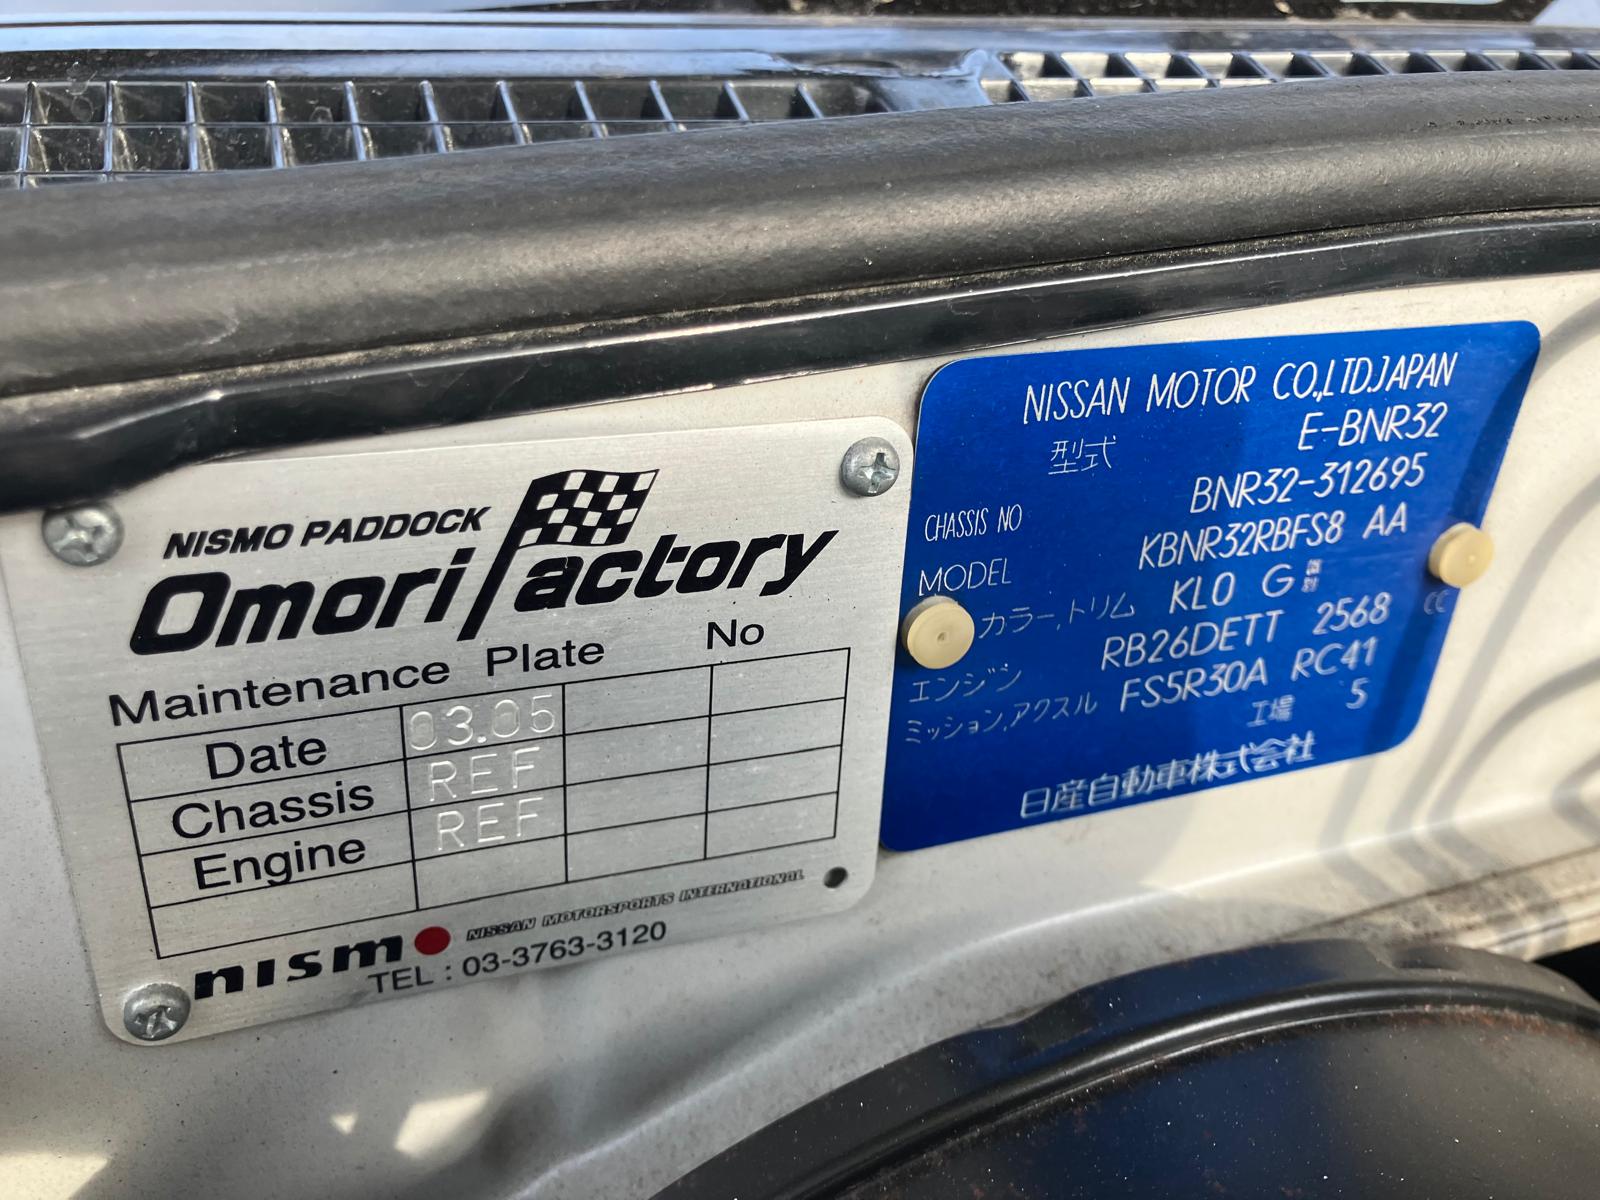 NISMO PADDOCK
Omori Factory
Maintenance Plate No
Date 03.05
Chassis REF
Engine REF
nismo NISSAN MOTORSPORTS INTERNATIONAL
TEL : 03-3763-3120
NISSAN MOTOR CO.,LTD.JAPAN
型式 E-BNR32
CHASSIS NO BNR32-312695
MODEL KBNR32RBFS8 AA
カラー,トリム KL0 G
エンジン RB26DETT 2568 CC
ミッション,アクスル FS5R30A RC41
工場 5
日産自動車株式会社